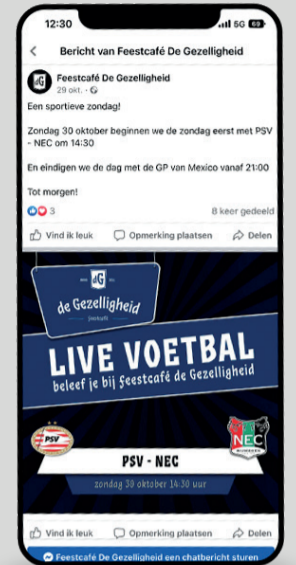 12:30
5G 69
Bericht van Feestcafé De Gezelligheid
Feestcafé De Gezelligheid
29 okt. ·
Een sportieve zondag!
Zondag 30 oktober beginnen we de zondag eerst met PSV
- NEC om 14:30
En eindigen we de dag met de GP van Mexico vanaf 21:00
Tot morgen!
3
8 keer gedeeld
Vind ik leuk
Opmerking plaatsen
Delen
dG
de Gezelligheid
feestcafé
LIVE VOETBAL
beleef je bij feestcafé de Gezelligheid
PSV
NEC
NIJMEGEN
PSV - NEC
zondag 30 oktober 14:30 uur
Vind ik leuk
Opmerking plaatsen
Delen
Feestcafé De Gezelligheid een chatbericht sturen